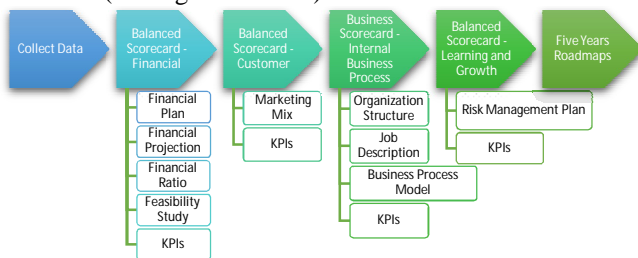 Collect Data
Balanced
Scorecard -
Financial
Balanced
Scorecard -
Customer
Business
Scorecard -
Internal
Business
Process
Balanced
Scorecard -
Learning and
Growth
Five Years
Roadmaps
Financial
Plan
Financial
Projection
Financial
Ratio
Feasibility
Study
KPIs
Marketing
Mix
KPIs
Organization
Structure
Job
Description
Business Process
Model
KPIs
Risk Management Plan
KPIs